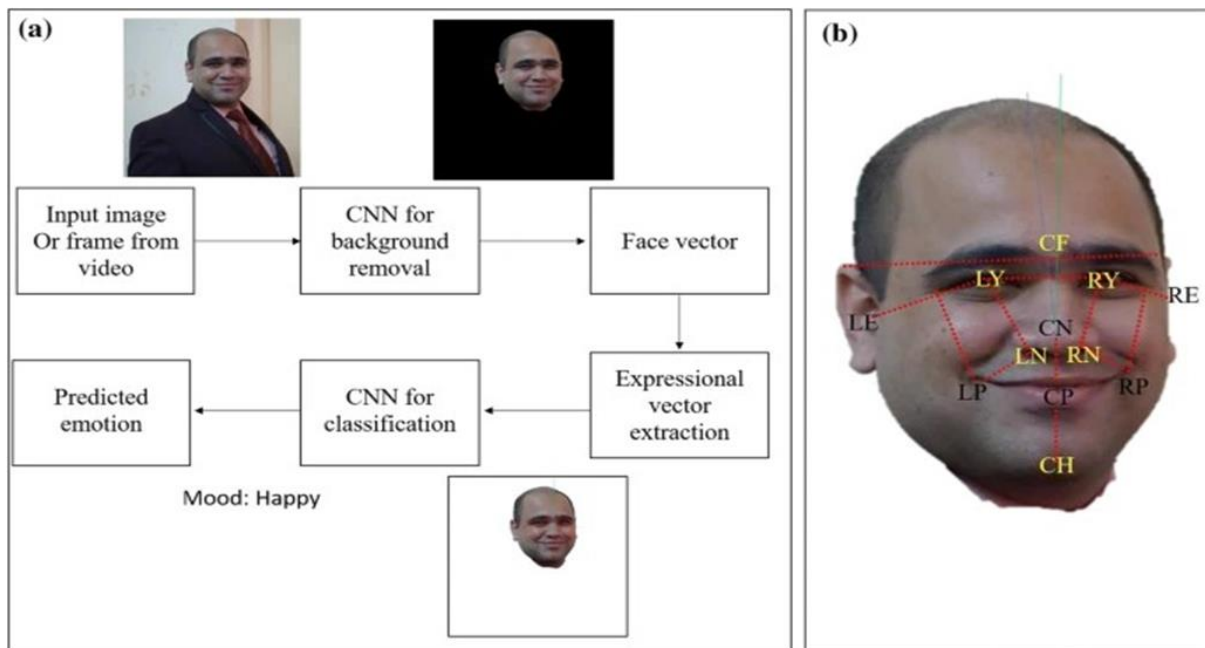 (a)
Input image
Or frame from
video
CNN for
background
removal
Face vector
Predicted
emotion
CNN for
classification
Expressional
vector
extraction
Mood: Happy
(b)
CF
LY
RY
LE
RE
CN
LN
RN
LP
CP
RP
CH